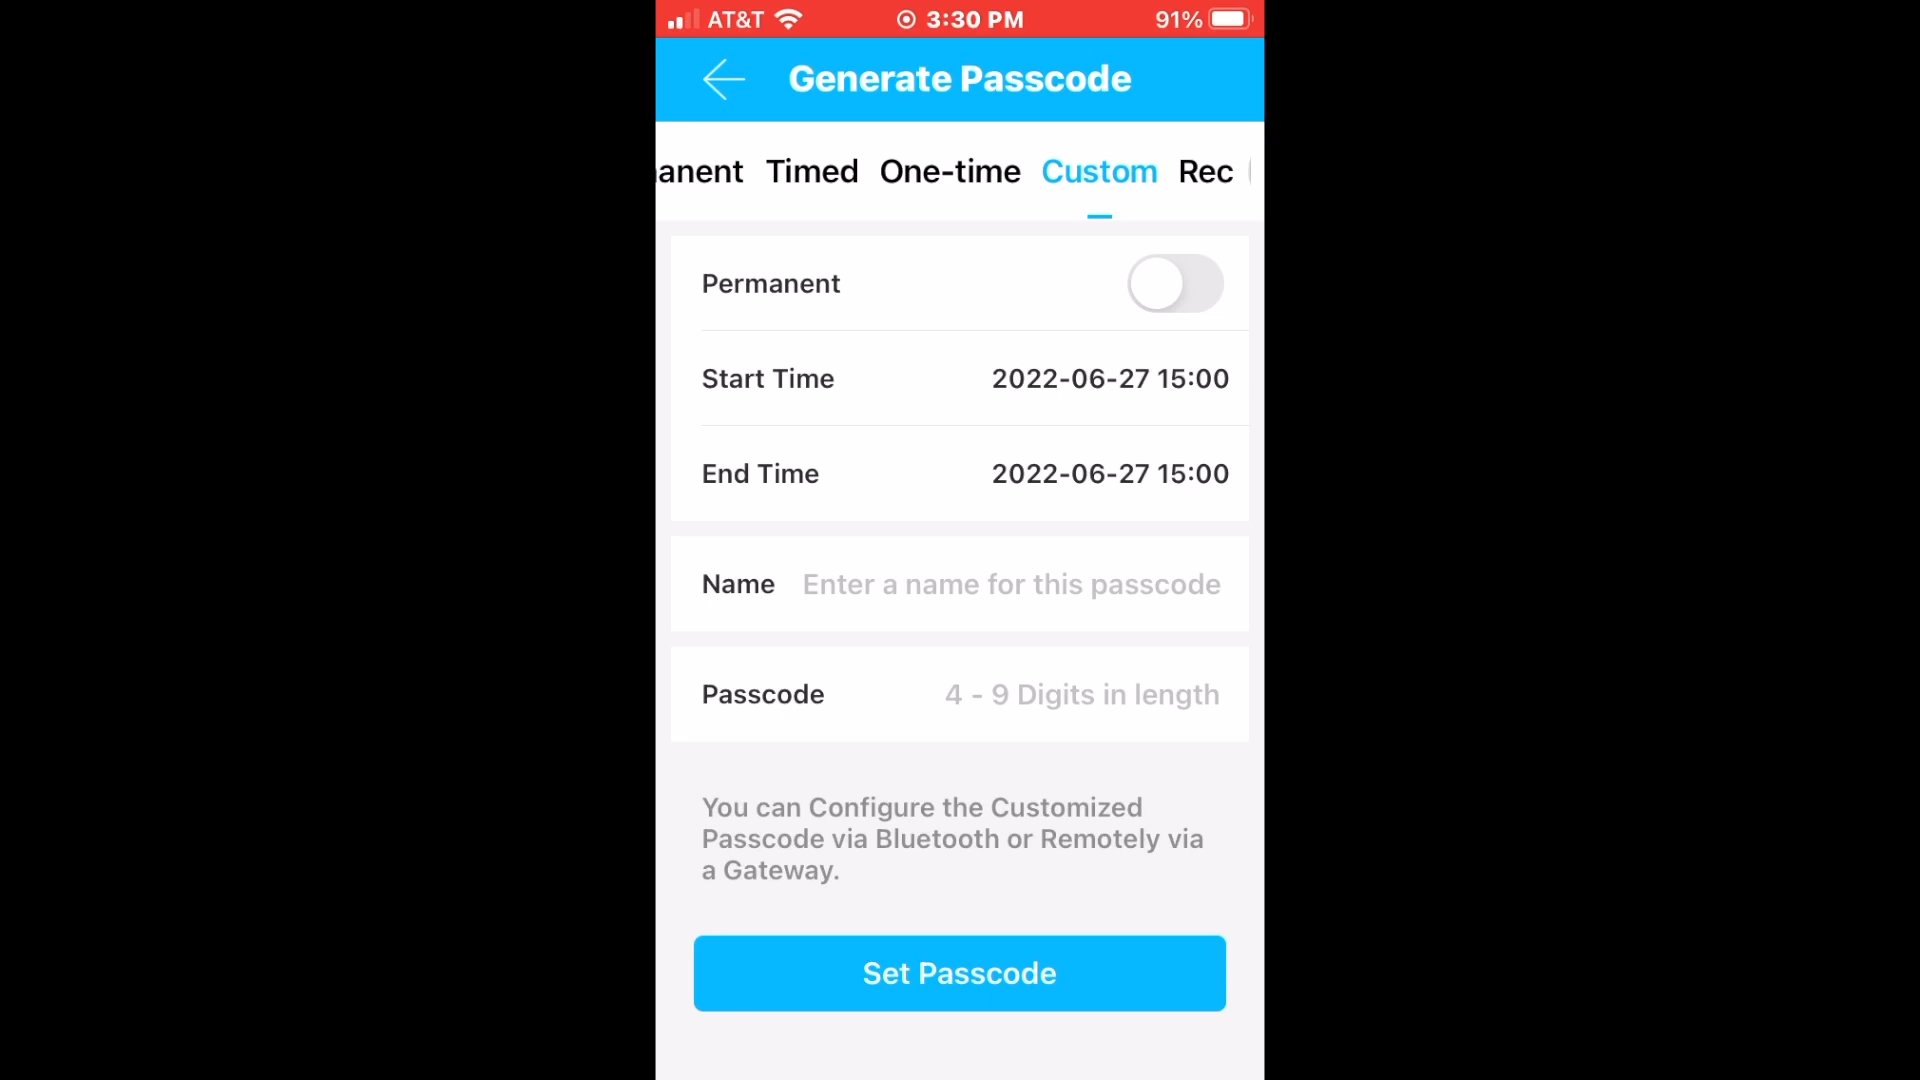 AT&T 3:30 PM 91%
Generate Passcode
anent Timed One-time Custom Rec
Permanent
Start Time 2022-06-27 15:00
End Time 2022-06-27 15:00
Name Enter a name for this passcode
Passcode 4 - 9 Digits in length
You can Configure the Customized
Passcode via Bluetooth or Remotely via
a Gateway.
Set Passcode